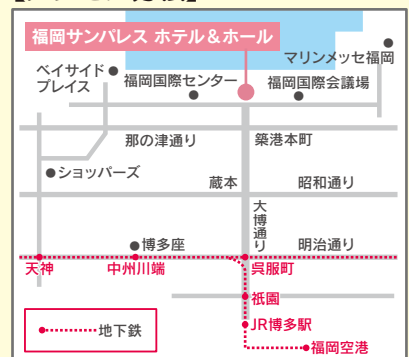 福岡サンパレス ホテル&ホール
マリンメッセ福岡
ベイサイド
プレイス
福岡国際センター
福岡国際会議場
那の津通り
築港本町
ショッパーズ
蔵本
昭和通り
大博通り
博多座
明治通り
天神
中州川端
呉服町
祇園
JR博多駅
地下鉄
福岡空港